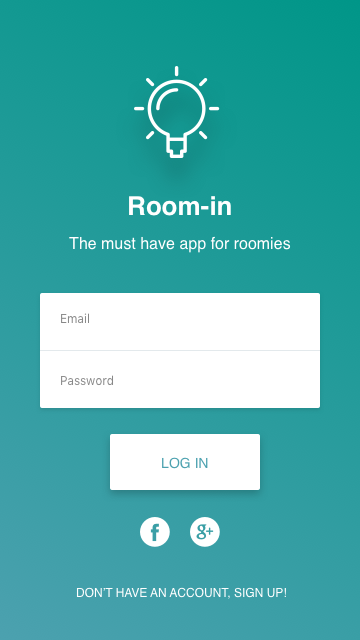 Room-in
The must have app for roomies
Email
Password
LOG IN
f
g+
DON'T HAVE AN ACCOUNT, SIGN UP!